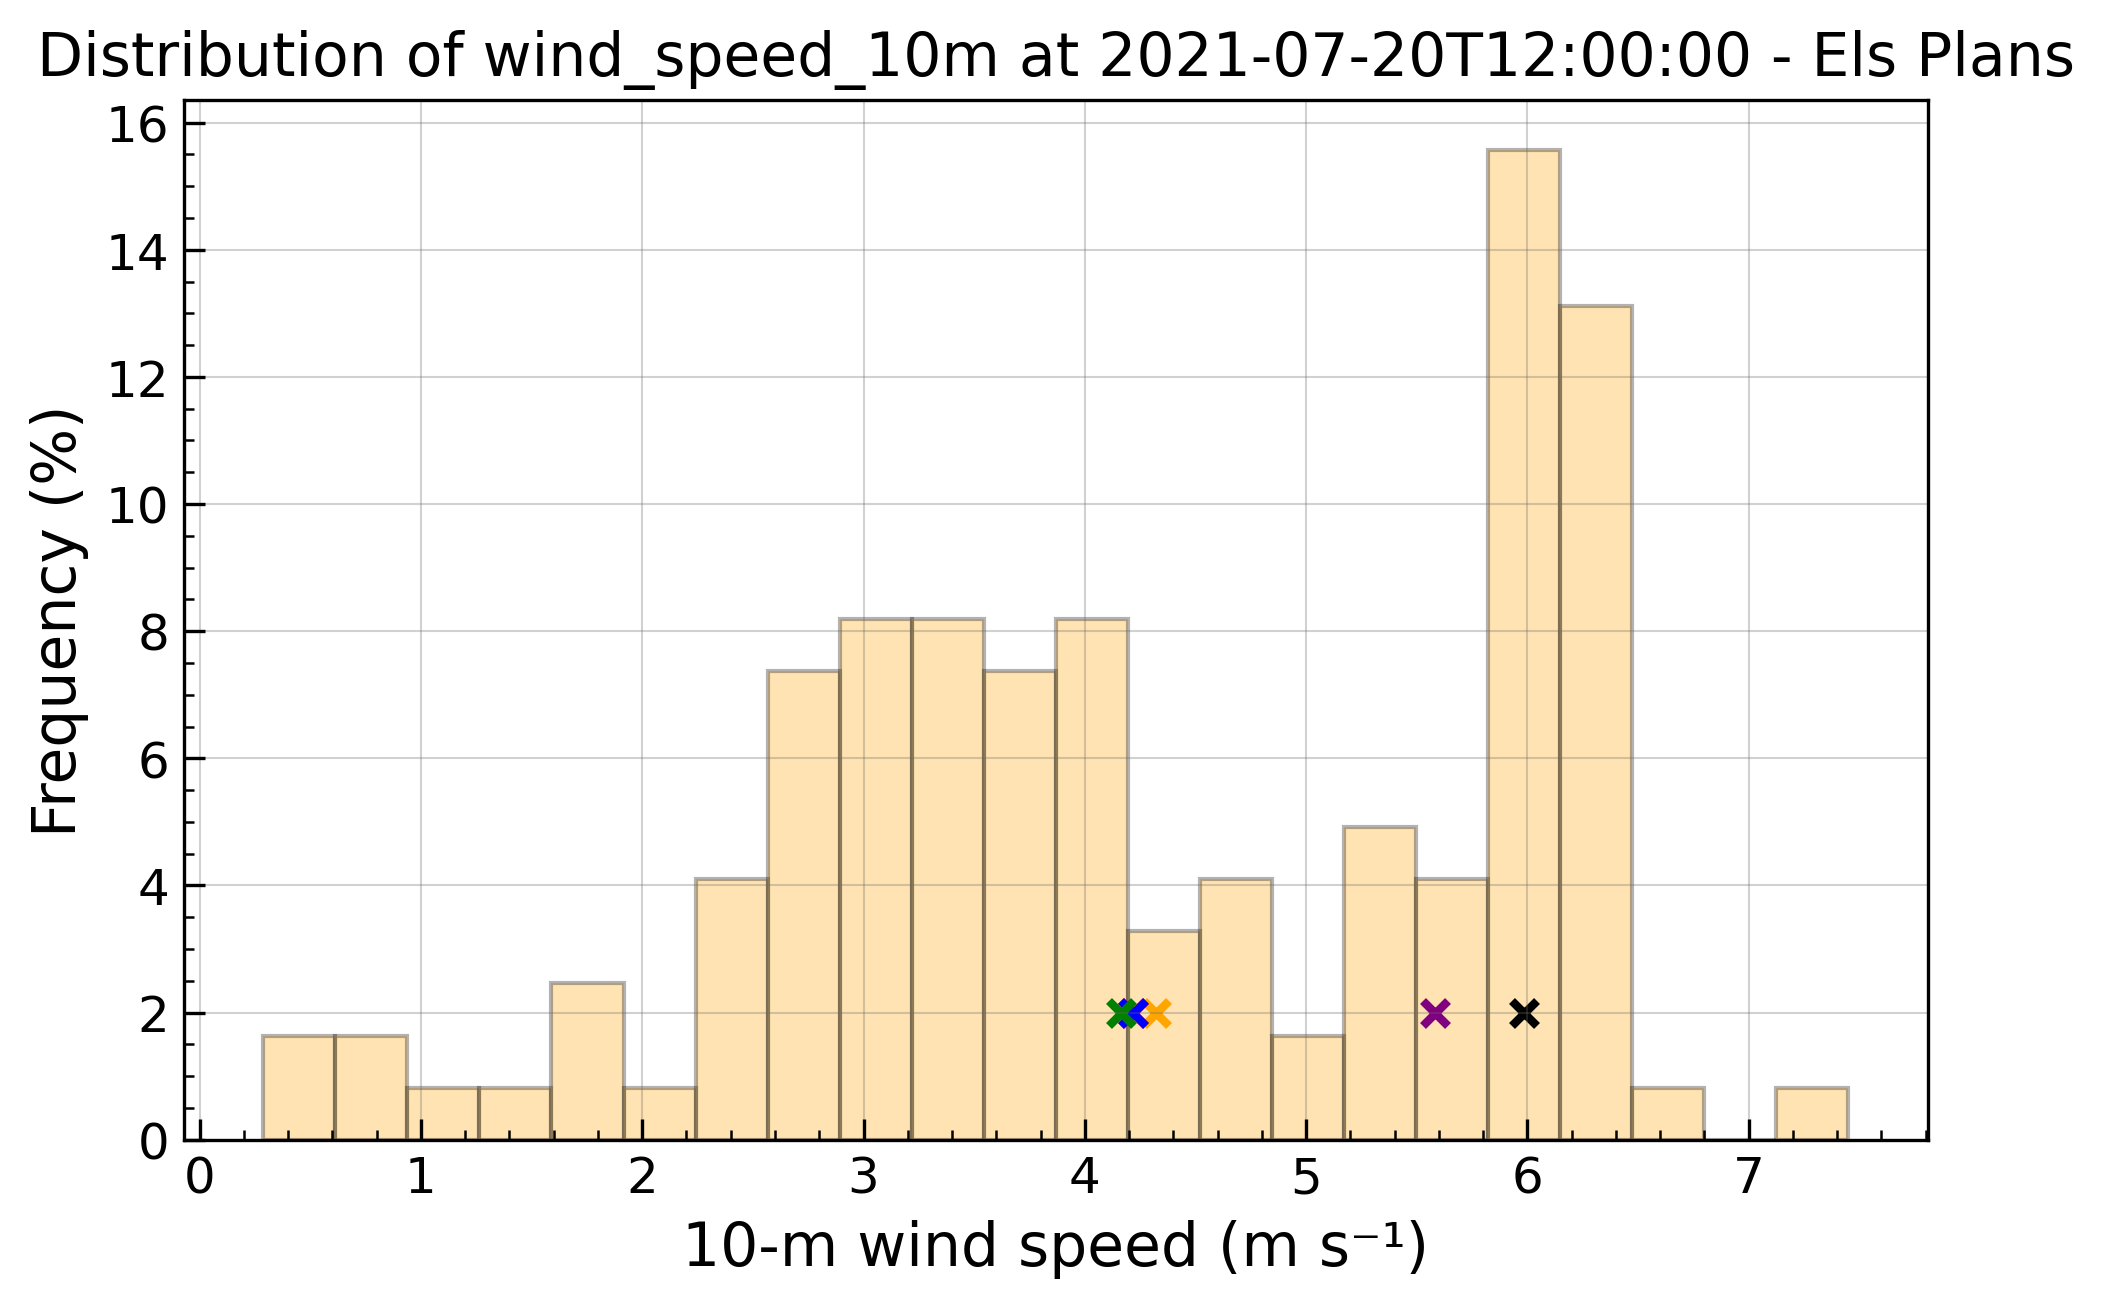 Distribution of wind_speed_10m at 2021-07-20T12:00:00 - Els Plans
16
14
12
10
8
6
4
2
0
Frequency (%)
0 1 2 3 4 5 6 7
10-m wind speed (m s⁻¹)